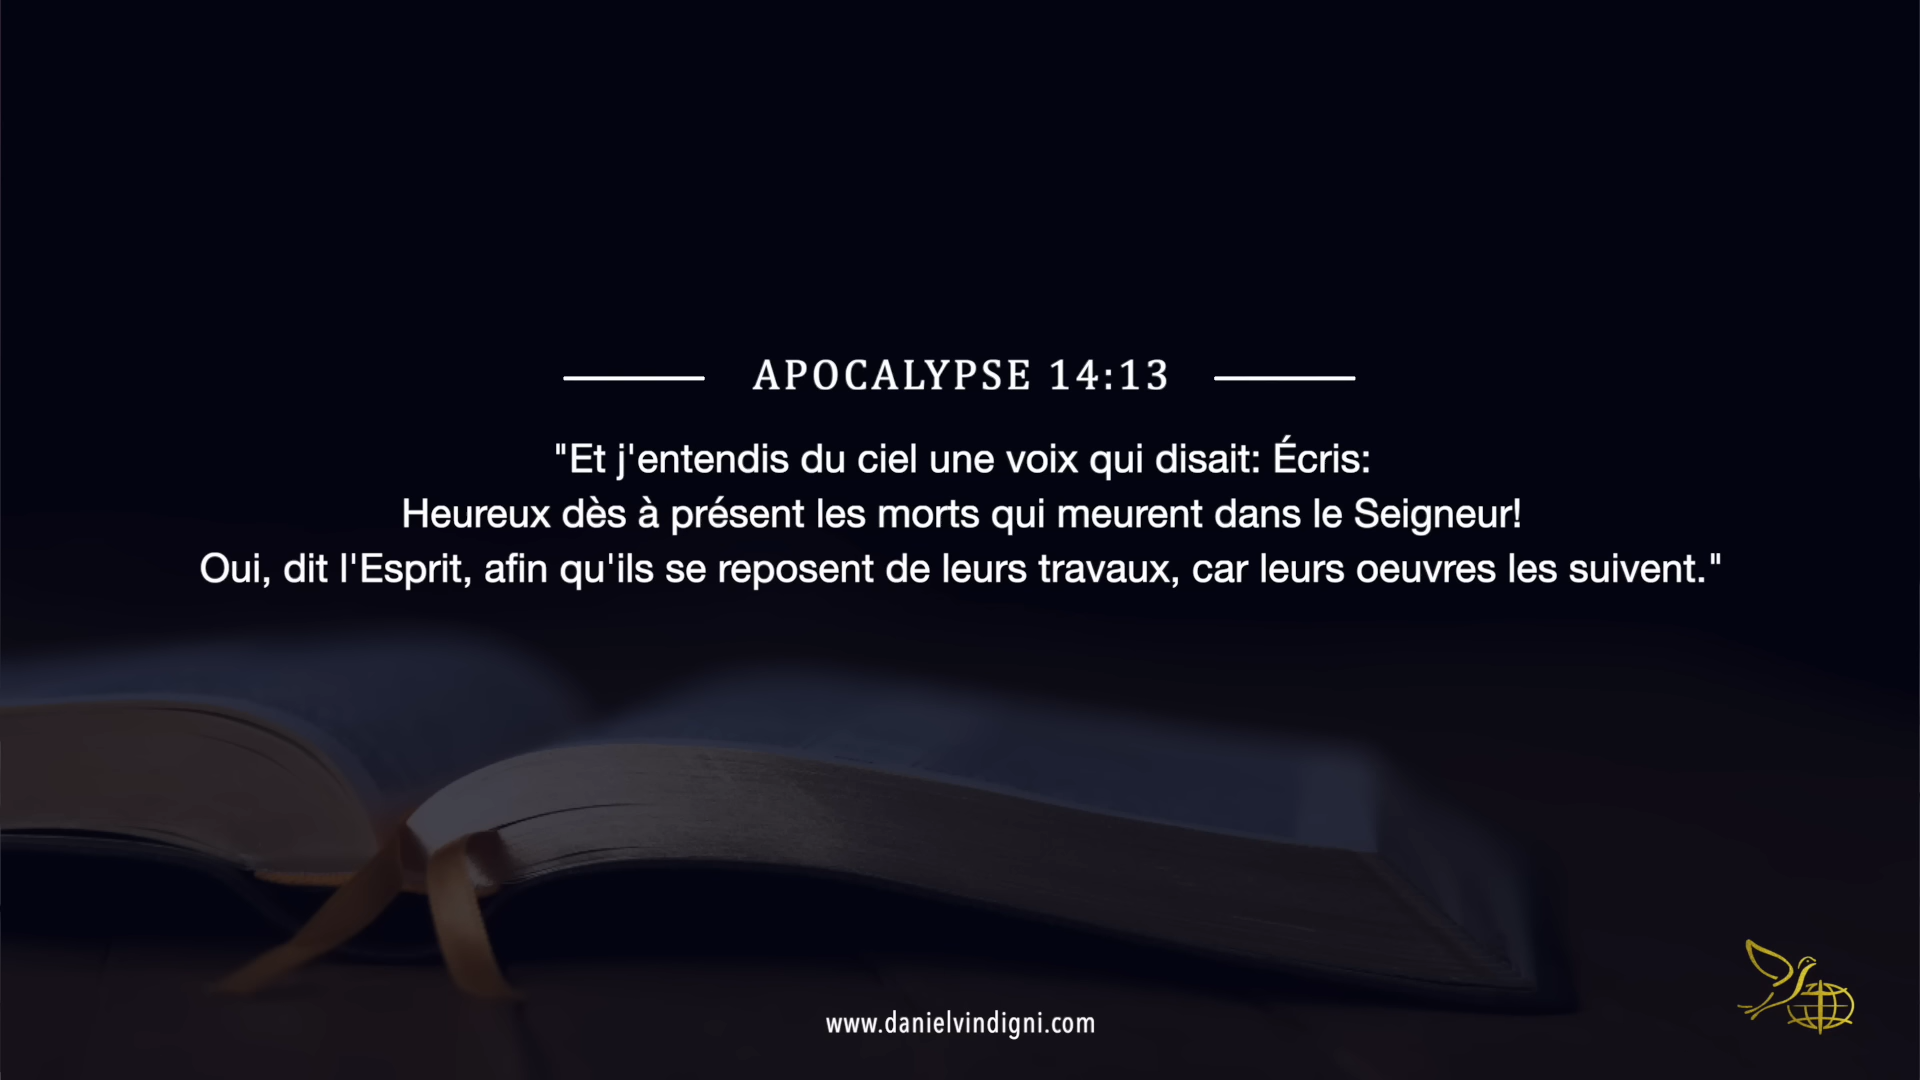 APOCALYPSE 14:13
"Et j'entendis du ciel une voix qui disait: Écris:
Heureux dès à présent les morts qui meurent dans le Seigneur!
Oui, dit l'Esprit, afin qu'ils se reposent de leurs travaux, car leurs oeuvres les suivent."
www.danielvindigni.com